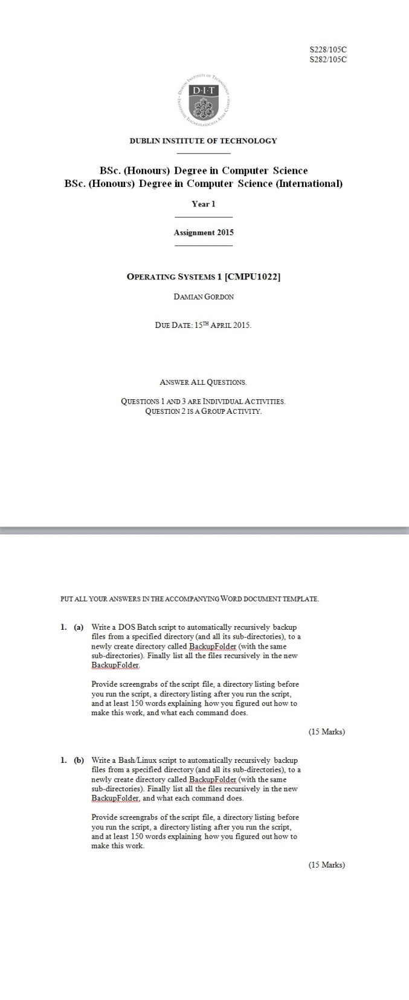 S228/105C
S282/105C
DUBLIN INSTITUTE OF TECHNOLOGY
D·I·T
DUBLIN INSTITUTE OF TECHNOLOGY
BSc. (Honours) Degree in Computer Science
BSc. (Honours) Degree in Computer Science (International)
Year 1
Assignment 2015
OPERATING SYSTEMS 1 [CMPU1022]
DAMIAN GORDON
DUE DATE: 15TH APRIL 2015.
ANSWER ALL QUESTIONS.
QUESTIONS 1 AND 3 ARE INDIVIDUAL ACTIVITIES.
QUESTION 2 IS A GROUP ACTIVITY.
PUT ALL YOUR ANSWERS IN THE ACCOMPANYING WORD DOCUMENT TEMPLATE.
1. (a) Write a DOS Batch script to automatically recursively backup
files from a specified directory (and all its sub-directories), to a
newly create directory called BackupFolder (with the same
sub-directories). Finally list all the files recursively in the new
BackupFolder.
Provide screengrabs of the script file, a directory listing before
you run the script, a directory listing after you run the script,
and at least 150 words explaining how you figured out how to
make this work, and what each command does.
(15 Marks)
1. (b) Write a Bash/Linux script to automatically recursively backup
files from a specified directory (and all its sub-directories), to a
newly create directory called BackupFolder (with the same
sub-directories). Finally list all the files recursively in the new
BackupFolder, and what each command does.
Provide screengrabs of the script file, a directory listing before
you run the script, a directory listing after you run the script,
and at least 150 words explaining how you figured out how to
make this work.
(15 Marks)